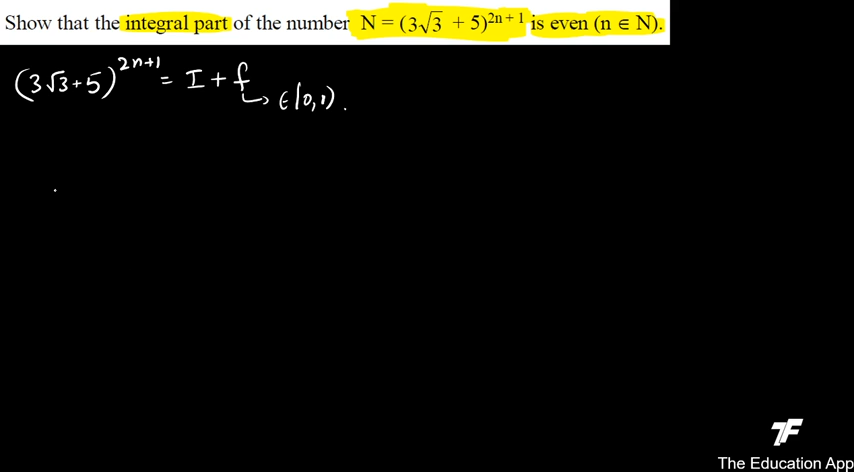 Show that the integral part of the number N = (3√3 + 5)²ⁿ⁺¹ is even (n ∈ N).
(3√3+5)²ⁿ⁺¹ = I + f
↳ ∈ (0,1).
TF
The Education App